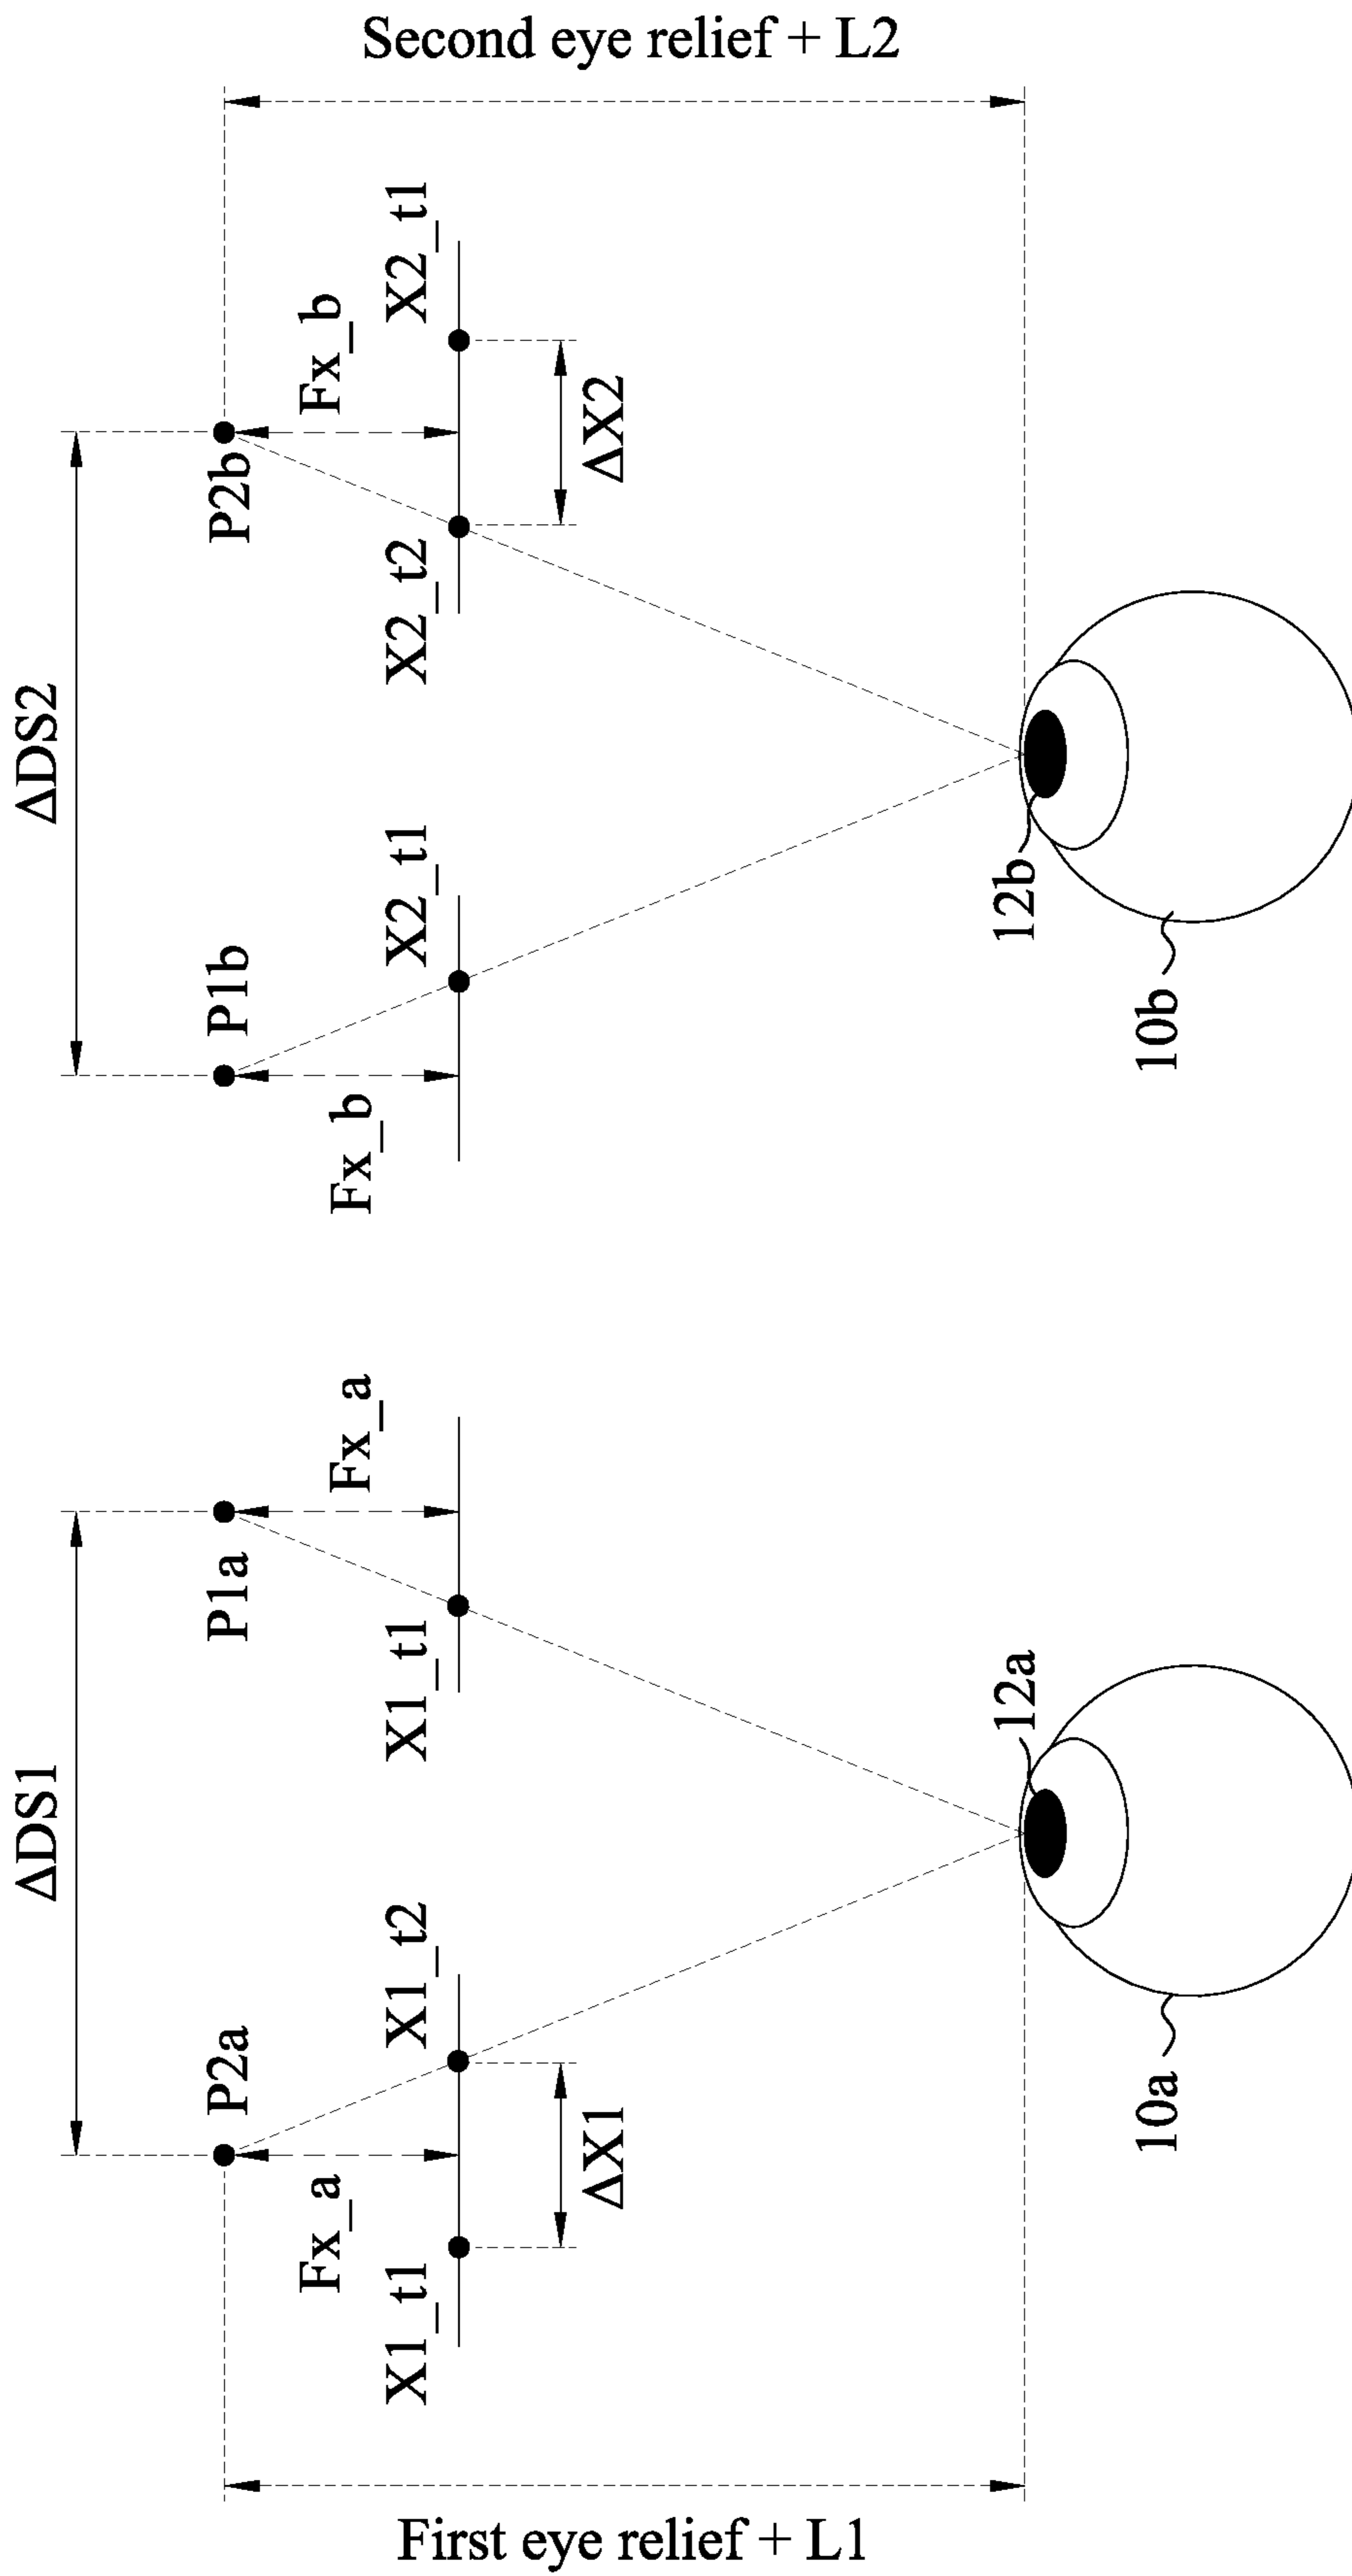 Second eye relief + L2
ΔDS2
P2b
Fx_b
X2_t1
X2_t2
ΔX2
P1b
Fx_b
X2_t1
12b
10b
ΔDS1
P1a
Fx_a
X1_t1
12a
10a
P2a
Fx_a
X1_t2
X1_t1
ΔX1
First eye relief + L1